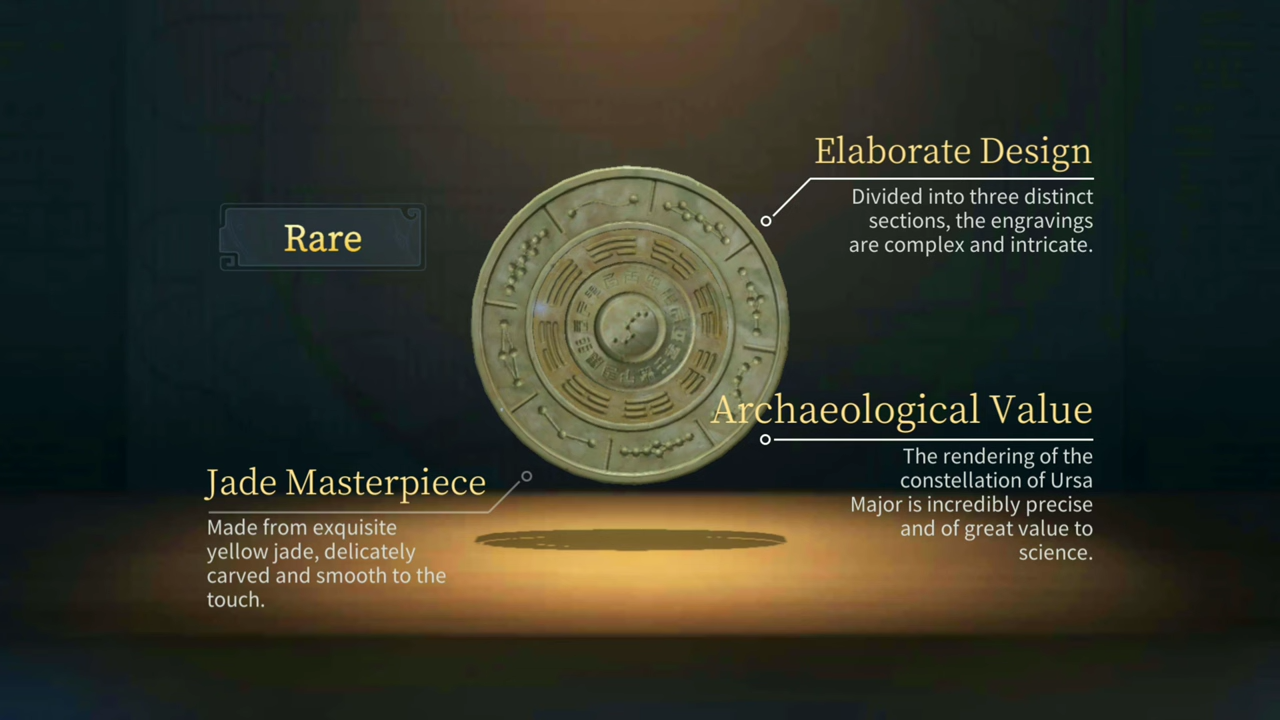 Rare
Elaborate Design
Divided into three distinct
sections, the engravings
are complex and intricate.
Archaeological Value
The rendering of the
constellation of Ursa
Major is incredibly precise
and of great value to
science.
Jade Masterpiece
Made from exquisite
yellow jade, delicately
carved and smooth to the
touch.